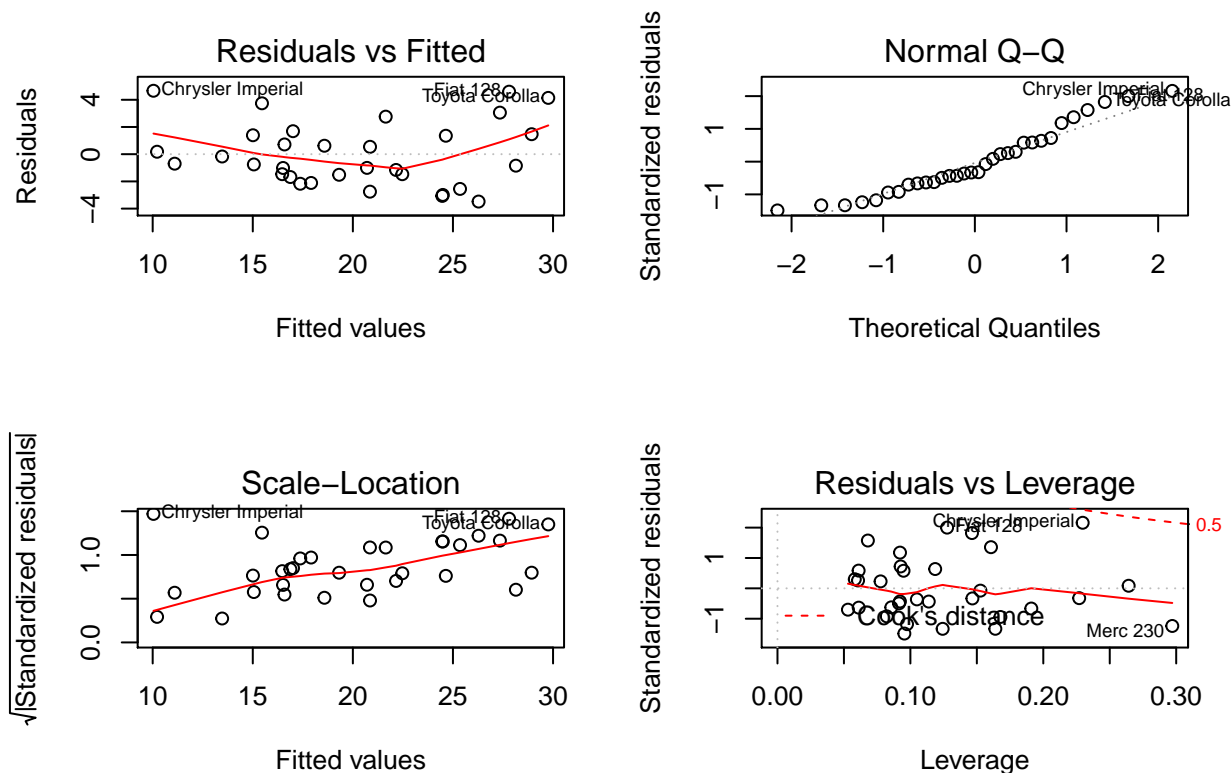 Residuals vs Fitted
Residuals
4
0
−4
Chrysler Imperial
Fiat 128
Toyota Corolla
10 15 20 25 30
Fitted values
Normal Q−Q
Standardized residuals
1
−1
Chrysler Imperial
Fiat 128
Toyota Corolla
−2 −1 0 1 2
Theoretical Quantiles
Scale−Location
√|Standardized residuals|
1.0
0.0
Chrysler Imperial
Fiat 128
Toyota Corolla
10 15 20 25 30
Fitted values
Residuals vs Leverage
Standardized residuals
1
−1
Chrysler Imperial
Fiat 128
0.5
Cook's distance
Merc 230
0.00 0.10 0.20 0.30
Leverage